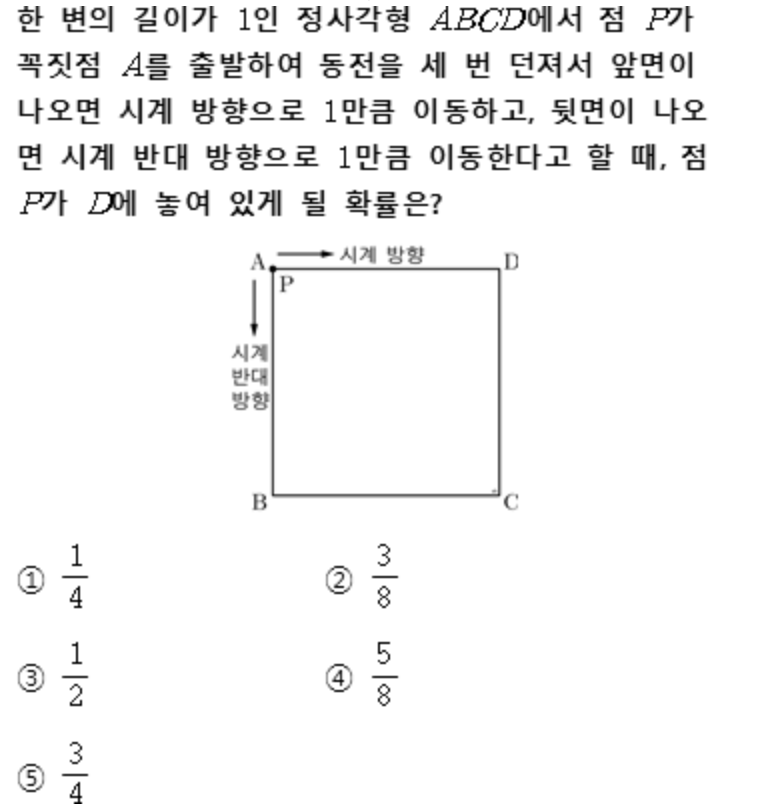 한 변의 길이가 1인 정사각형 ABCD에서 점 P가
꼭짓점 A를 출발하여 동전을 세 번 던져서 앞면이
나오면 시계 방향으로 1만큼 이동하고, 뒷면이 나오
면 시계 반대 방향으로 1만큼 이동한다고 할 때, 점
P가 D에 놓여 있게 될 확률은?
A → 시계 방향 D
P
시계
반대
방향
B C
① 1/4 ② 3/8
③ 1/2 ④ 5/8
⑤ 3/4